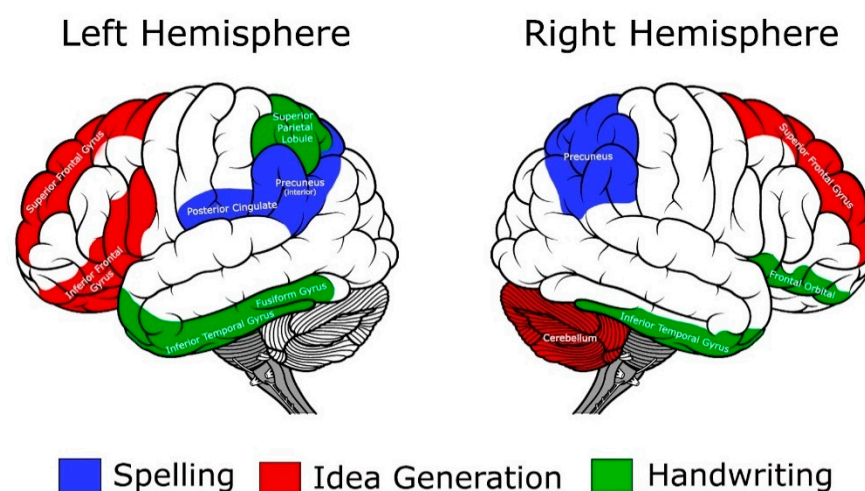 Left Hemisphere
Right Hemisphere
Superior
Parietal
Lobule
Superior Frontal Gyrus
Precuneus
(Interior)
Posterior Cingulate
Inferior Frontal
Gyrus
Fusiform Gyrus
Inferior Temporal Gyrus
Precuneus
Superior Frontal Gyrus
Frontal Orbital
Inferior Temporal Gyrus
Cerebellum
Spelling
Idea Generation
Handwriting